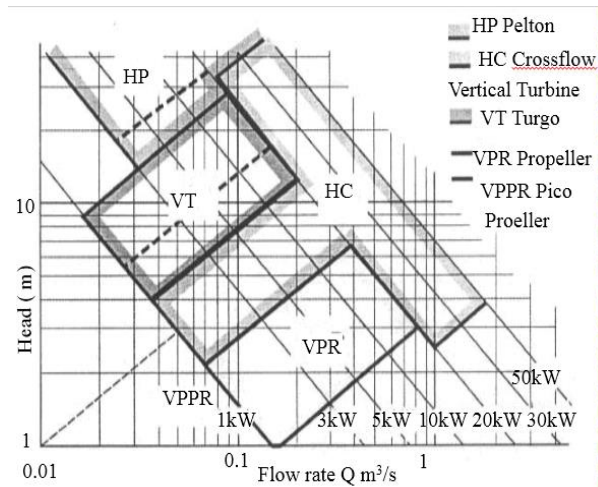 HP Pelton
HC Crossflow
Vertical Turbine
VT Turgo
VPR Propeller
VPPR Pico
Proeller
HP
VT
HC
VPR
VPPR
Head ( m)
10
1
1kW
3kW
5kW
10kW
20kW
30kW
50kW
0.01
0.1
1
Flow rate Q m³/s